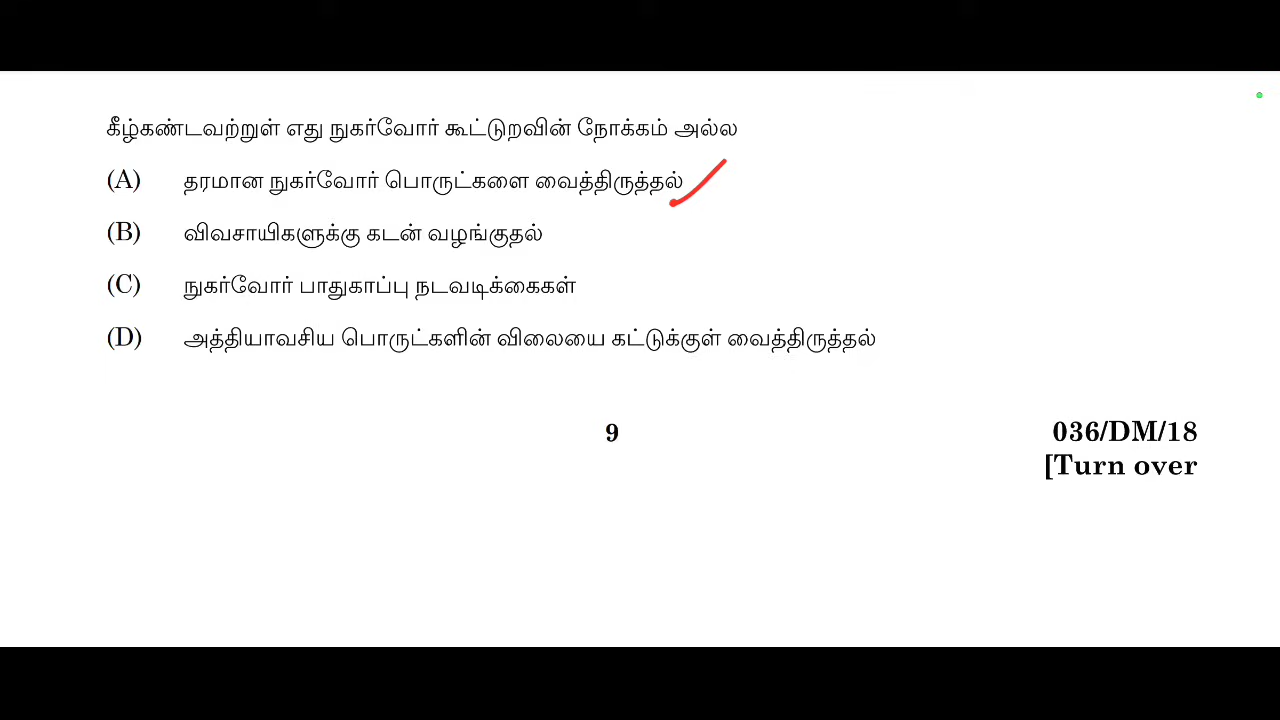 கீழ்கண்டவற்றுள் எது நுகர்வோர் கூட்டுறவின் நோக்கம் அல்ல
(A) தரமான நுகர்வோர் பொருட்களை வைத்திருத்தல்
(B) விவசாயிகளுக்கு கடன் வழங்குதல்
(C) நுகர்வோர் பாதுகாப்பு நடவடிக்கைகள்
(D) அத்தியாவசிய பொருட்களின் விலையை கட்டுக்குள் வைத்திருத்தல்
9 036/DM/18
[Turn over